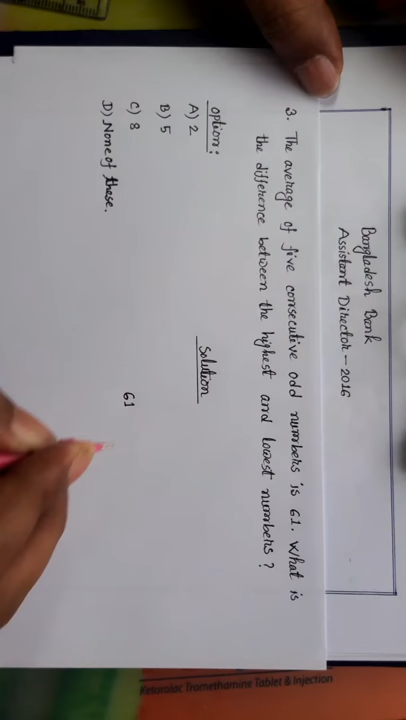 Bangladesh Bank
Assistant Director - 2016
3. The average of five consecutive odd numbers is 61. What is
the difference between the highest and lowest numbers?
option:
A) 2
B) 5
C) 8
D) None of these.
Solution
61
Ketorolac Tromethamine Tablet & Injection